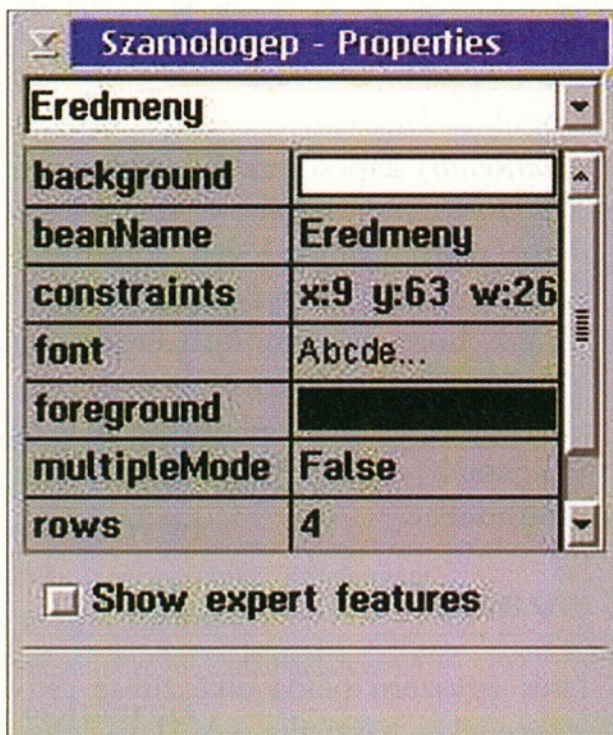 Szamologep - Properties
Eredmeny
background
beanName Eredmeny
constraints x:9 y:63 w:26
font Abcde...
foreground
multipleMode False
rows 4
Show expert features